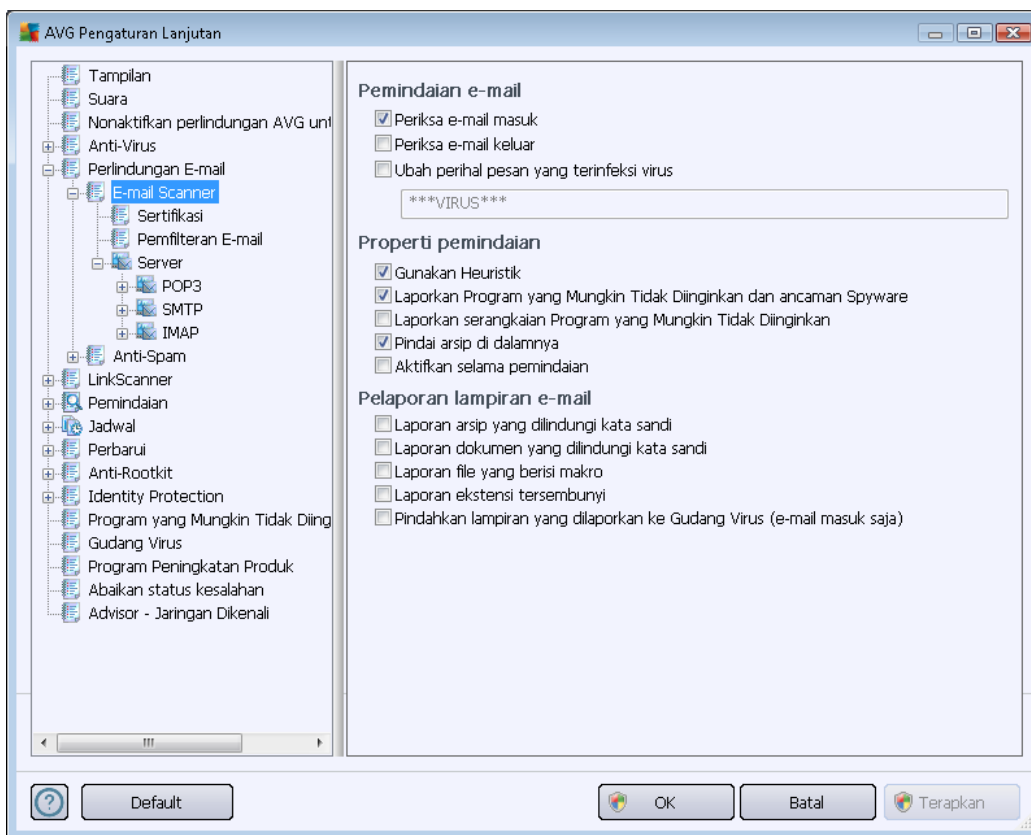 AVG Pengaturan Lanjutan
Tampilan
Suara
Nonaktifkan perlindungan AVG unt
Anti-Virus
Perlindungan E-mail
E-mail Scanner
Sertifikasi
Pemfilteran E-mail
Server
POP3
SMTP
IMAP
Anti-Spam
LinkScanner
Pemindaian
Jadwal
Perbarui
Anti-Rootkit
Identity Protection
Program yang Mungkin Tidak Diing
Gudang Virus
Program Peningkatan Produk
Abaikan status kesalahan
Advisor - Jaringan Dikenali
Pemindaian e-mail
Periksa e-mail masuk
Periksa e-mail keluar
Ubah perihal pesan yang terinfeksi virus
***VIRUS***
Properti pemindaian
Gunakan Heuristik
Laporkan Program yang Mungkin Tidak Diinginkan dan ancaman Spyware
Laporkan serangkaian Program yang Mungkin Tidak Diinginkan
Pindai arsip di dalamnya
Aktifkan selama pemindaian
Pelaporan lampiran e-mail
Laporan arsip yang dilindungi kata sandi
Laporan dokumen yang dilindungi kata sandi
Laporan file yang berisi makro
Laporan ekstensi tersembunyi
Pindahkan lampiran yang dilaporkan ke Gudang Virus (e-mail masuk saja)
? Default OK Batal Terapkan